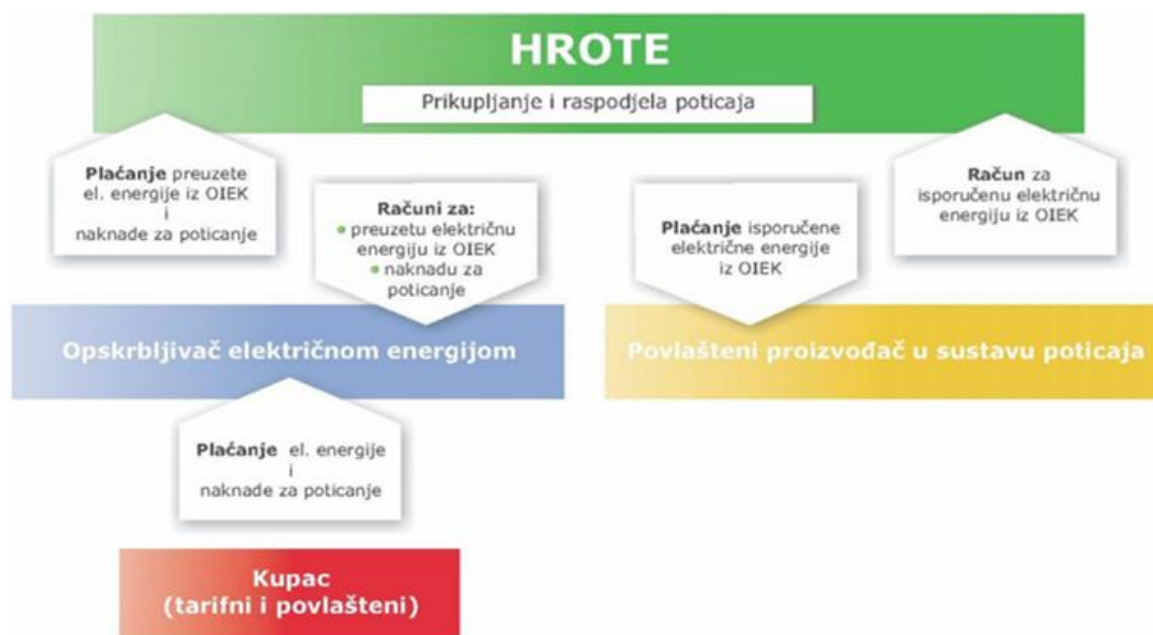 HROTE
Prikupljanje i raspodjela poticaja
Plaćanje preuzete
el. energije iz OIEK
i
naknade za poticanje
Računi za:
• preuzetu električnu
energiju iz OIEK
• naknadu za
poticanje
Plaćanje isporučene
električne energije
iz OIEK
Račun za
isporučenu električnu
energiju iz OIEK
Opskrbljivač električnom energijom
Povlašteni proizvođač u sustavu poticaja
Plaćanje el. energije
i
naknade za poticanje
Kupac
(tarifni i povlašteni)